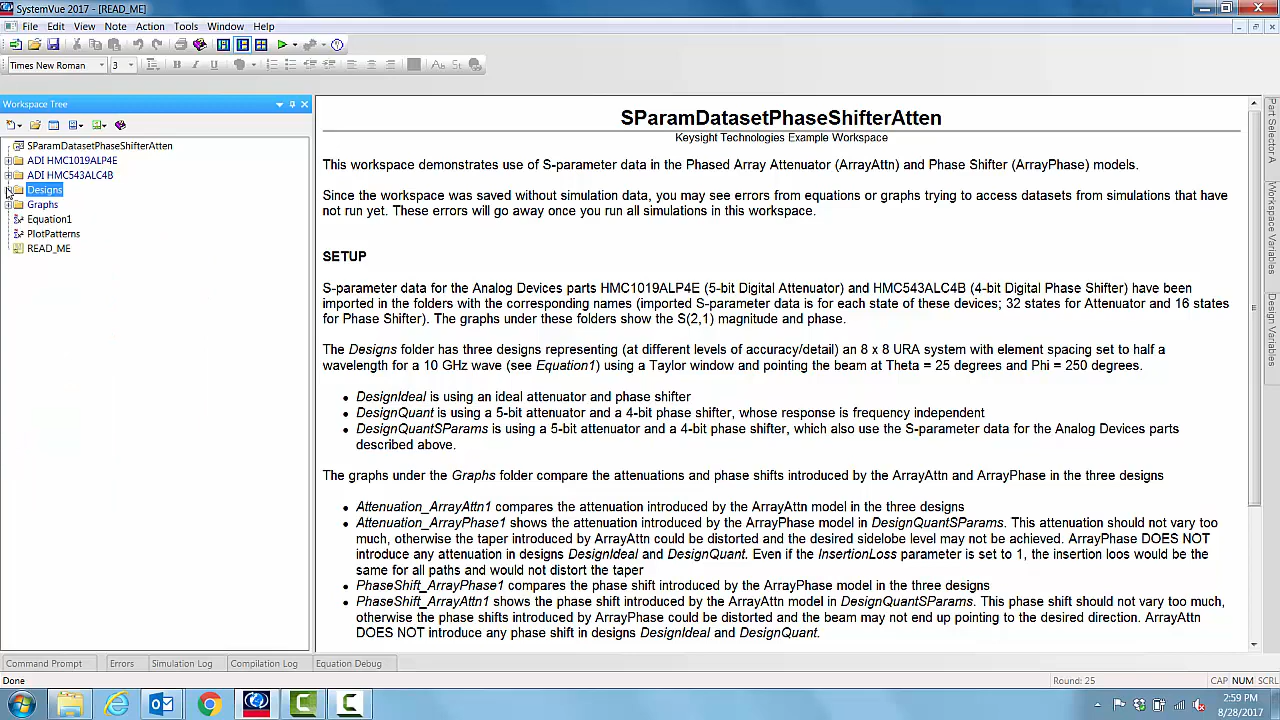 SystemVue 2017 - [READ_ME]
File Edit View Note Action Tools Window Help
Times New Roman 3
Workspace Tree
SParamDatasetPhaseShifterAtten
ADI HMC1019ALP4E
ADI HMC543ALC4B
Designs
Graphs
Equation1
PlotPatterns
READ_ME
SParamDatasetPhaseShifterAtten
Keysight Technologies Example Workspace
This workspace demonstrates use of S-parameter data in the Phased Array Attenuator (ArrayAttn) and Phase Shifter (ArrayPhase) models.
Since the workspace was saved without simulation data, you may see errors from equations or graphs trying to access datasets from simulations that have
not run yet. These errors will go away once you run all simulations in this workspace.
SETUP
S-parameter data for the Analog Devices parts HMC1019ALP4E (5-bit Digital Attenuator) and HMC543ALC4B (4-bit Digital Phase Shifter) have been
imported in the folders with the corresponding names (imported S-parameter data is for each state of these devices; 32 states for Attenuator and 16 states
for Phase Shifter). The graphs under these folders show the S(2,1) magnitude and phase.
The Designs folder has three designs representing (at different levels of accuracy/detail) an 8 x 8 URA system with element spacing set to half a
wavelength for a 10 GHz wave (see Equation1) using a Taylor window and pointing the beam at Theta = 25 degrees and Phi = 250 degrees.
• DesignIdeal is using an ideal attenuator and phase shifter
• DesignQuant is using a 5-bit attenuator and a 4-bit phase shifter, whose response is frequency independent
• DesignQuantSParams is using a 5-bit attenuator and a 4-bit phase shifter, which also use the S-parameter data for the Analog Devices parts
described above.
The graphs under the Graphs folder compare the attenuations and phase shifts introduced by the ArrayAttn and ArrayPhase in the three designs
• Attenuation_ArrayAttn1 compares the attenuation introduced by the ArrayAttn model in the three designs
• Attenuation_ArrayPhase1 shows the attenuation introduced by the ArrayPhase model in DesignQuantSParams. This attenuation should not vary too
much, otherwise the taper introduced by ArrayAttn could be distorted and the desired sidelobe level may not be achieved. ArrayPhase DOES NOT
introduce any attenuation in designs DesignIdeal and DesignQuant. Even if the InsertionLoss parameter is set to 1, the insertion loos would be the
same for all paths and would not distort the taper
• PhaseShift_ArrayPhase1 compares the phase shift introduced by the ArrayPhase model in the three designs
• PhaseShift_ArrayAttn1 shows the phase shift introduced by the ArrayAttn model in DesignQuantSParams. This phase shift should not vary too much,
otherwise the phase shifts introduced by ArrayPhase could be distorted and the beam may not end up pointing to the desired direction. ArrayAttn
DOES NOT introduce any phase shift in designs DesignIdeal and DesignQuant.
Part Selector A
Workspace Variables
Design Variables
Command Prompt Errors Simulation Log Compilation Log Equation Debug
Done Round: 25 CAP NUM SCRL
2:59 PM
8/28/2017